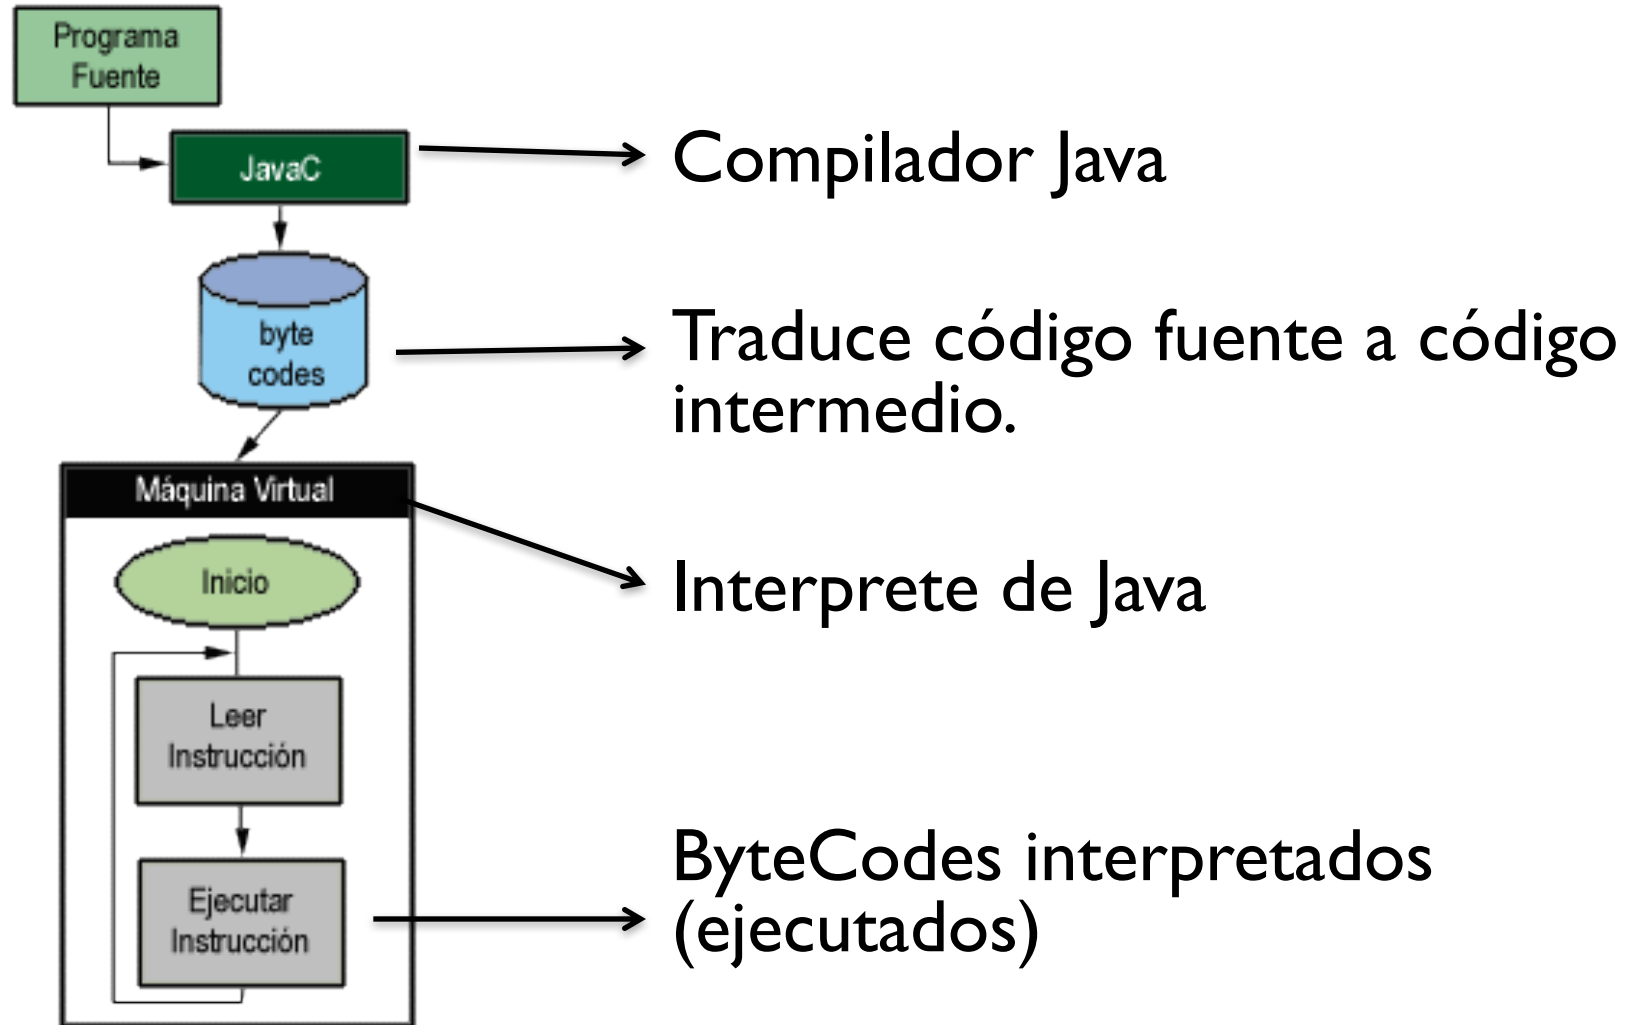 Programa
Fuente
JavaC
Compilador Java
byte
codes
Traduce código fuente a código
intermedio.
Máquina Virtual
Inicio
Interprete de Java
Leer
Instrucción
Ejecutar
Instrucción
ByteCodes interpretados
(ejecutados)